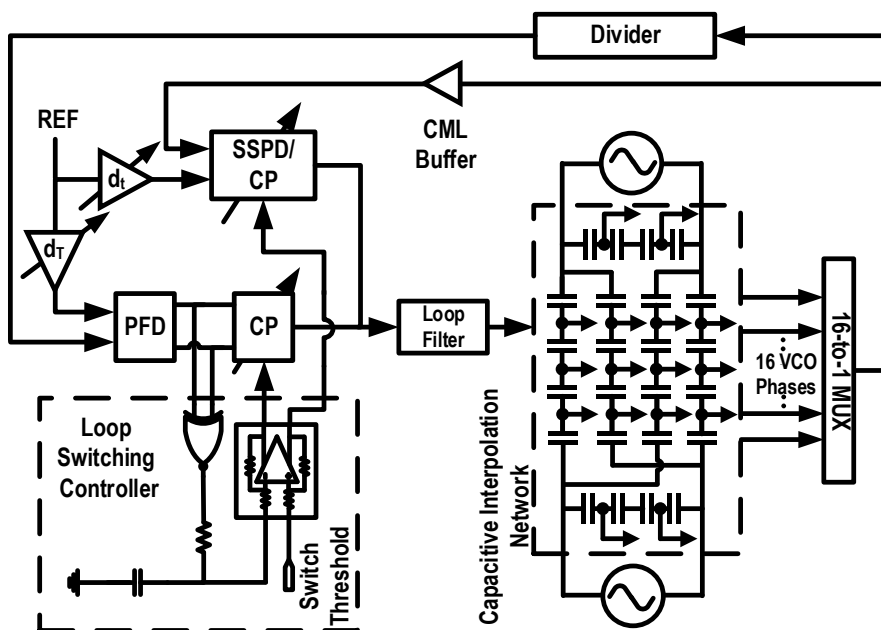 Divider
REF
CML
Buffer
SSPD/
CP
dt
dT
PFD
CP
Loop
Filter
Loop
Switching
Controller
Switch
Threshold
Capacitive Interpolation
Network
16 VCO
Phases
16-to-1 MUX